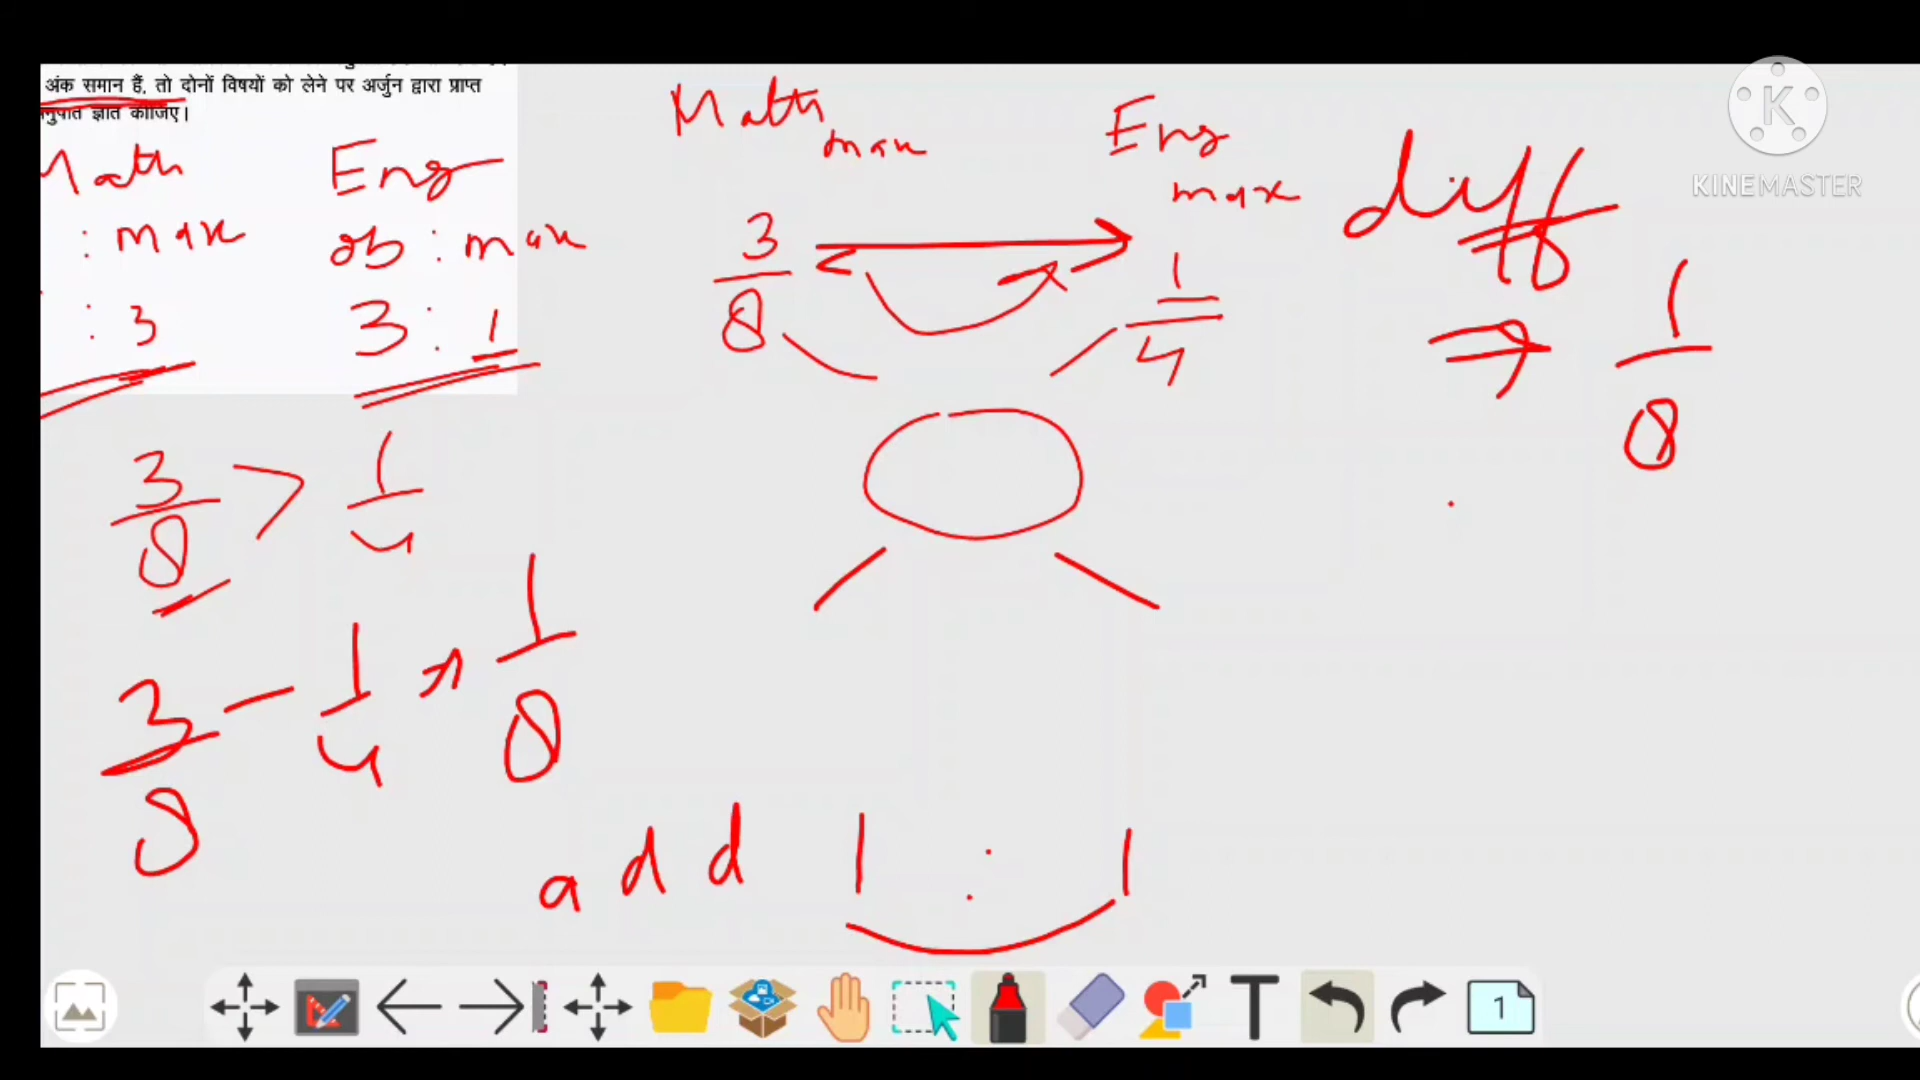 अंक समान हैं, तो दोनों विषयों को लेने पर अर्जुन द्वारा प्राप्त
नुपात ज्ञात कीजिए।
Math Eng
: max ob : max
: 3 3 : 1
3/8 > 1/4
3/8 - 1/4 → 1/8
Math Eng
max max
3/8 1/4
diff
⇒ 1/8
add 1 : 1
K
KINEMASTER
T
1